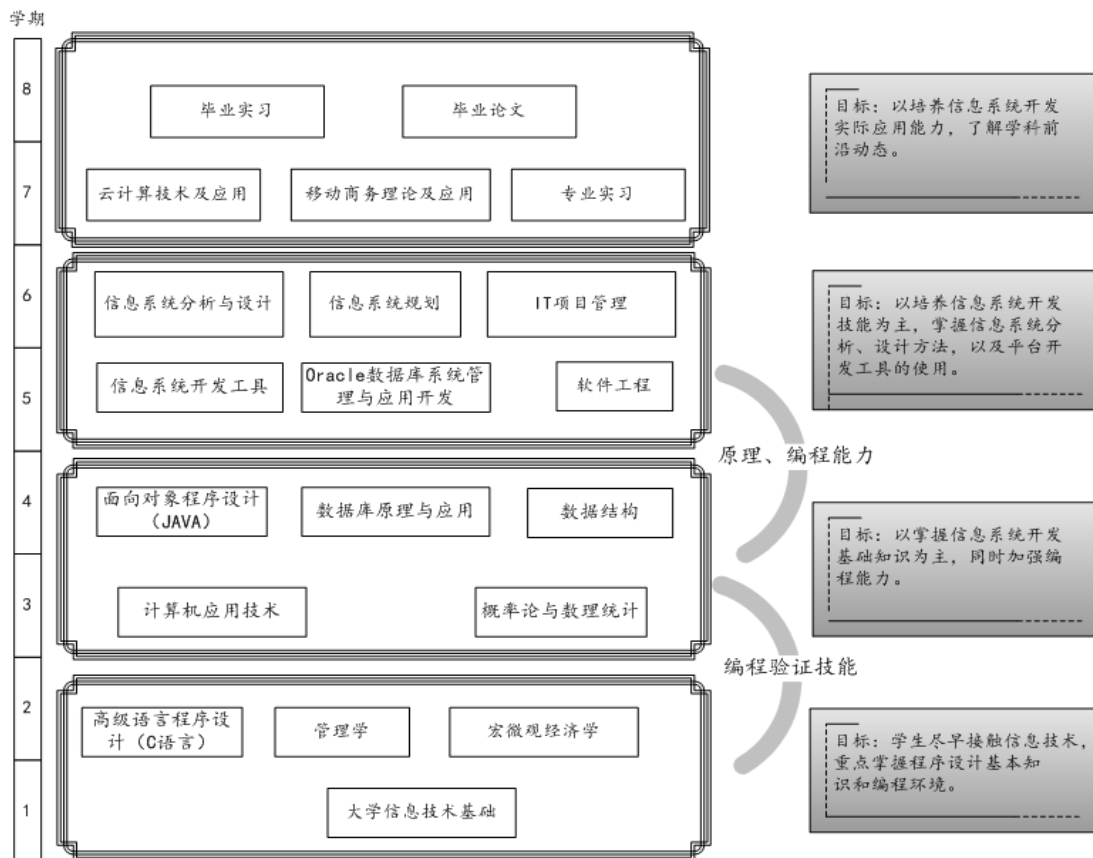 学期
8
毕业实习
毕业论文
目标：以培养信息系统开发
实际应用能力，了解学科前
沿动态。
7
云计算技术及应用
移动商务理论及应用
专业实习
6
信息系统分析与设计
信息系统规划
IT项目管理
目标：以培养信息系统开发
技能为主，掌握信息系统分
析、设计方法，以及平台开
发工具的使用。
5
信息系统开发工具
Oracle数据库系统管
理与应用开发
软件工程
原理、编程能力
4
面向对象程序设计
（JAVA）
数据库原理与应用
数据结构
目标：以掌握信息系统开发
基础知识为主，同时加强编
程能力。
3
计算机应用技术
概率论与数理统计
编程验证技能
2
高级语言程序设
计（C语言）
管理学
宏微观经济学
目标：学生尽早接触信息技术，
重点掌握程序设计基本知
识和编程环境。
1
大学信息技术基础